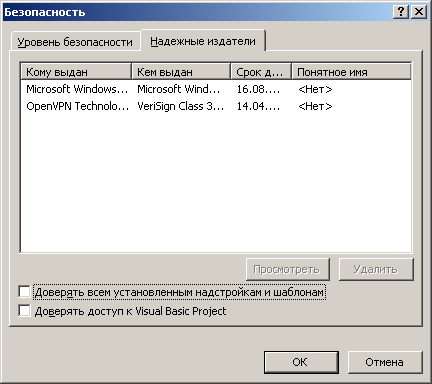 Безопасность
Уровень безопасности Надежные издатели
Кому выдан Кем выдан Срок д... Понятное имя
Microsoft Windows... Microsoft Wind... 16.08.... <Нет>
OpenVPN Technolo... VeriSign Class 3... 14.04.... <Нет>
Просмотреть Удалить
Доверять всем установленным надстройкам и шаблонам
Доверять доступ к Visual Basic Project
ОК Отмена